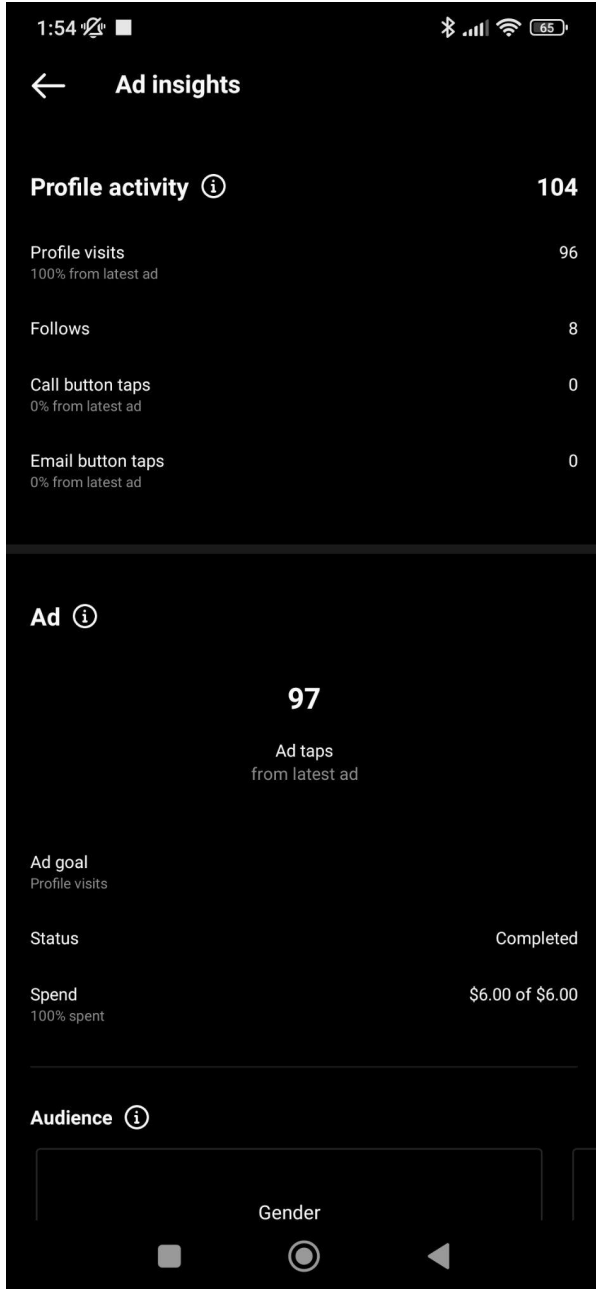 1:54
65
Ad insights
Profile activity
104
Profile visits
96
100% from latest ad
Follows
8
Call button taps
0
0% from latest ad
Email button taps
0
0% from latest ad
Ad
97
Ad taps
from latest ad
Ad goal
Profile visits
Status
Completed
Spend
$6.00 of $6.00
100% spent
Audience
Gender